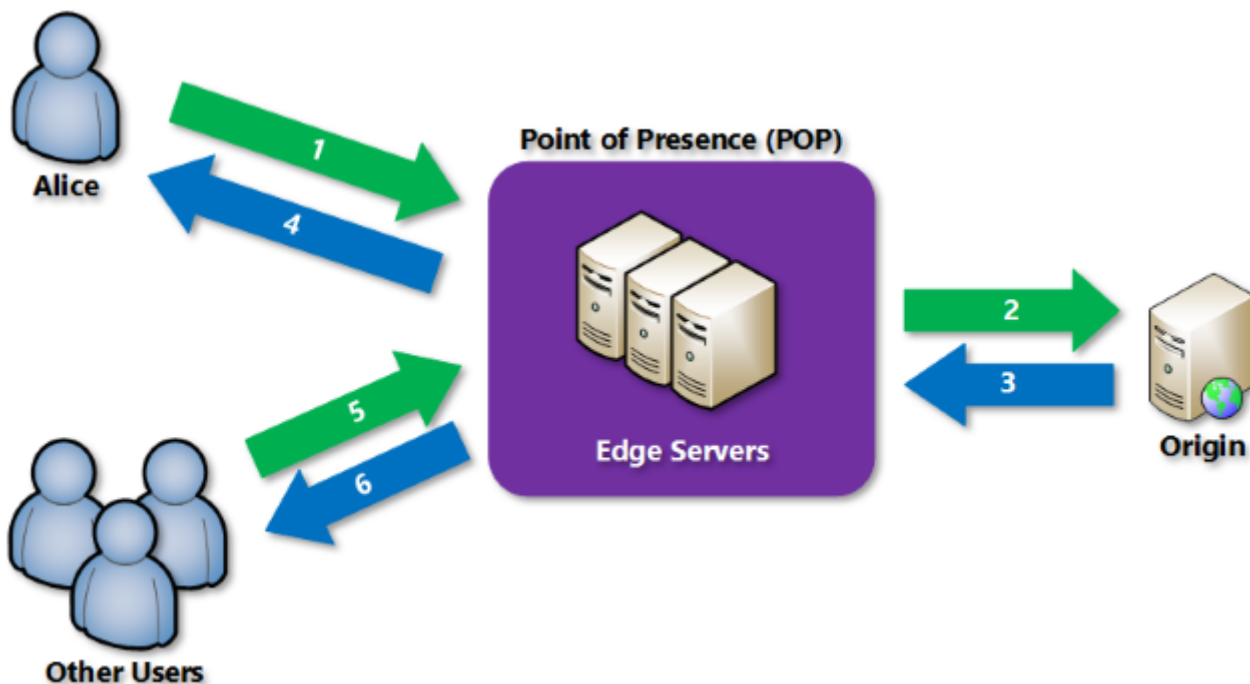 Alice
1
4
Point of Presence (POP)
Edge Servers
2
3
Origin
5
6
Other Users